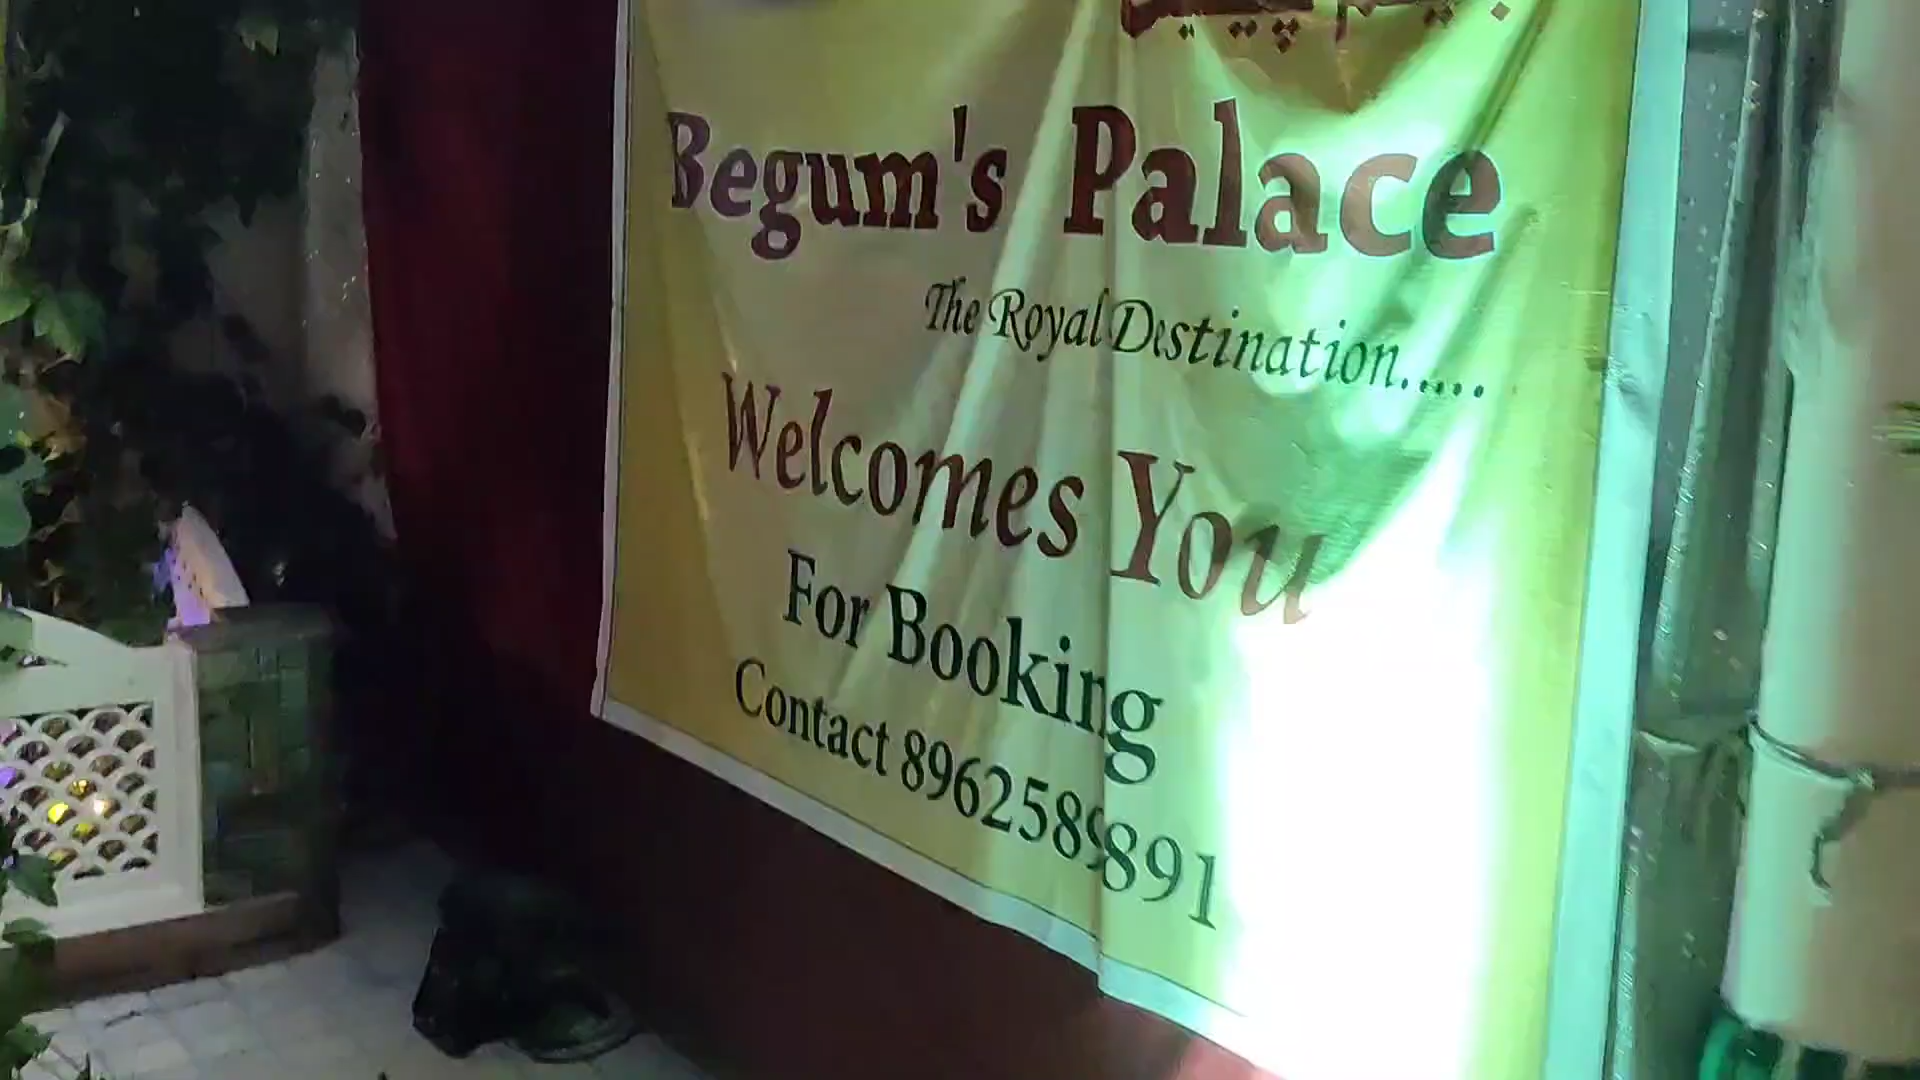 Begum's Palace
The Royal Destination.....
Welcomes You
For Booking
Contact 8962589891